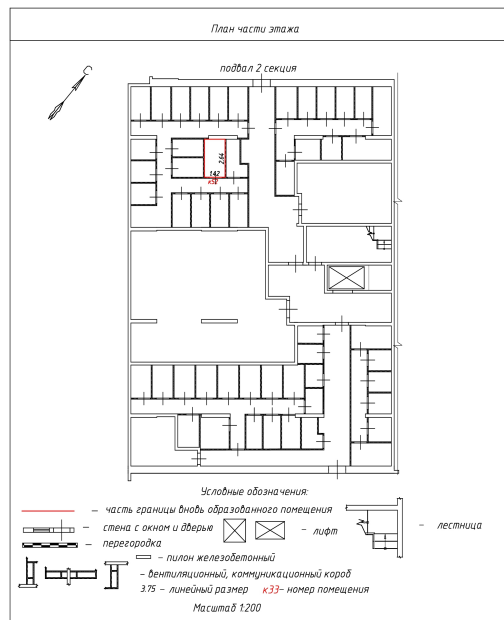 План части этажа
подвал 2 секция
С
2,64
1,42
к52
Условные обозначения:
– часть границы вновь образованного помещения
– стена с окном и дверью
– лифт
– лестница
– перегородка
– пилон железобетонный
– вентиляционный, коммуникационный короб
3.75 – линейный размер к33– номер помещения
Масштаб 1:200